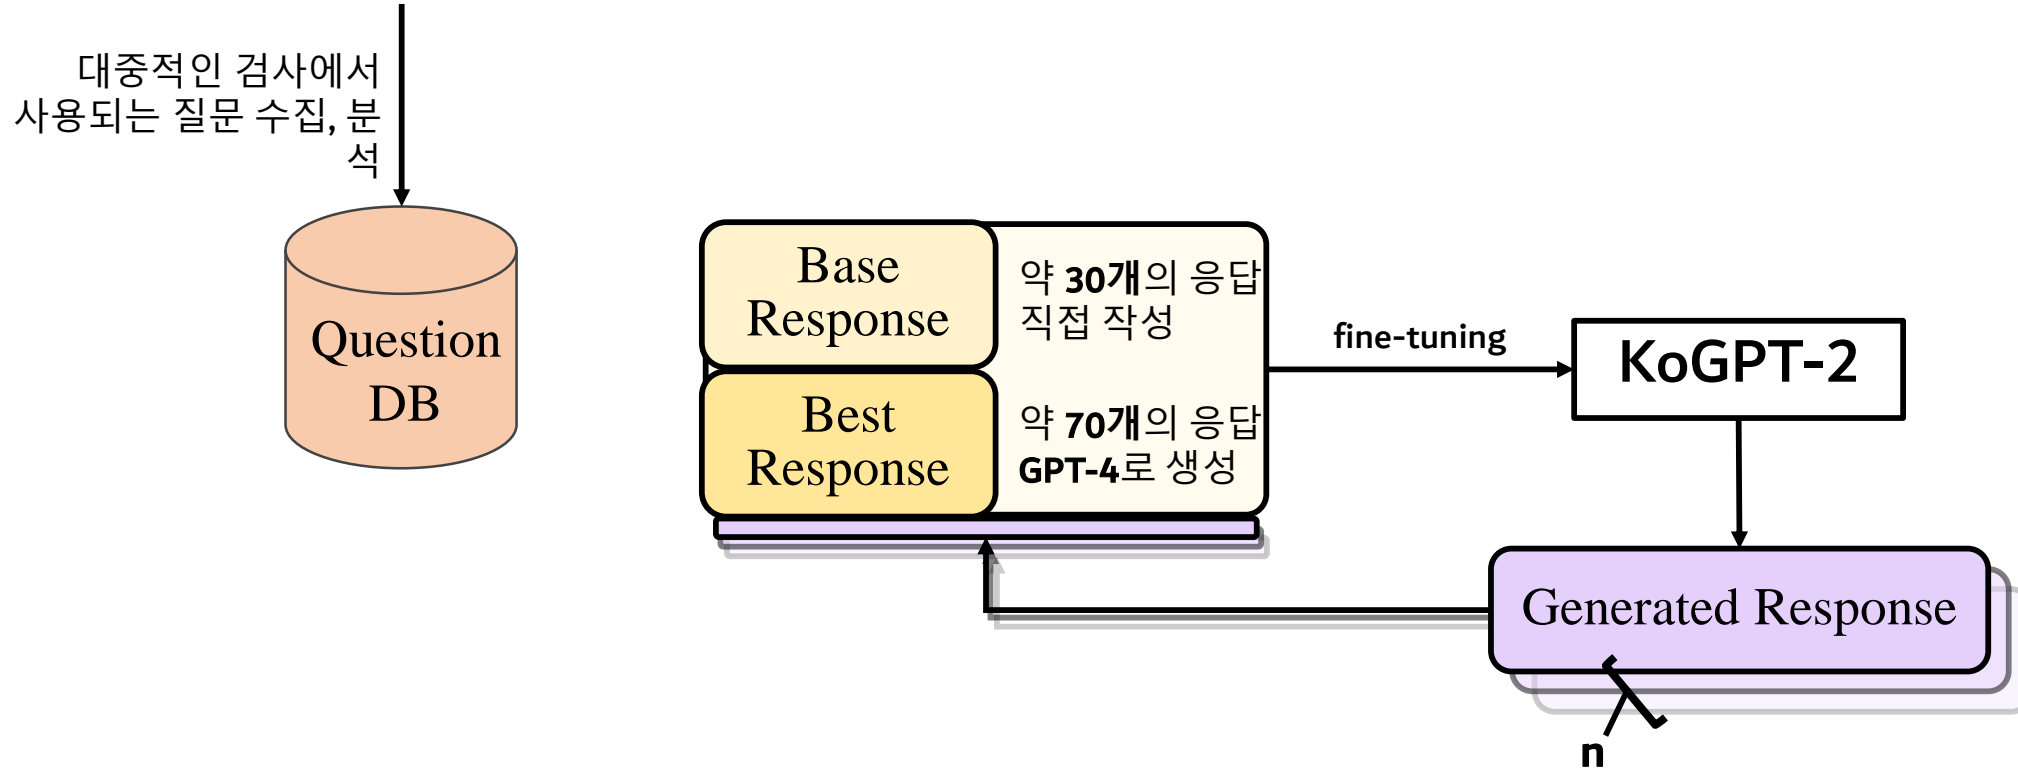 대중적인 검사에서
사용되는 질문 수집, 분
석
Question
DB
Base
Response
약 30개의 응답
직접 작성
Best
Response
약 70개의 응답
GPT-4로 생성
fine-tuning
KoGPT-2
Generated Response
n